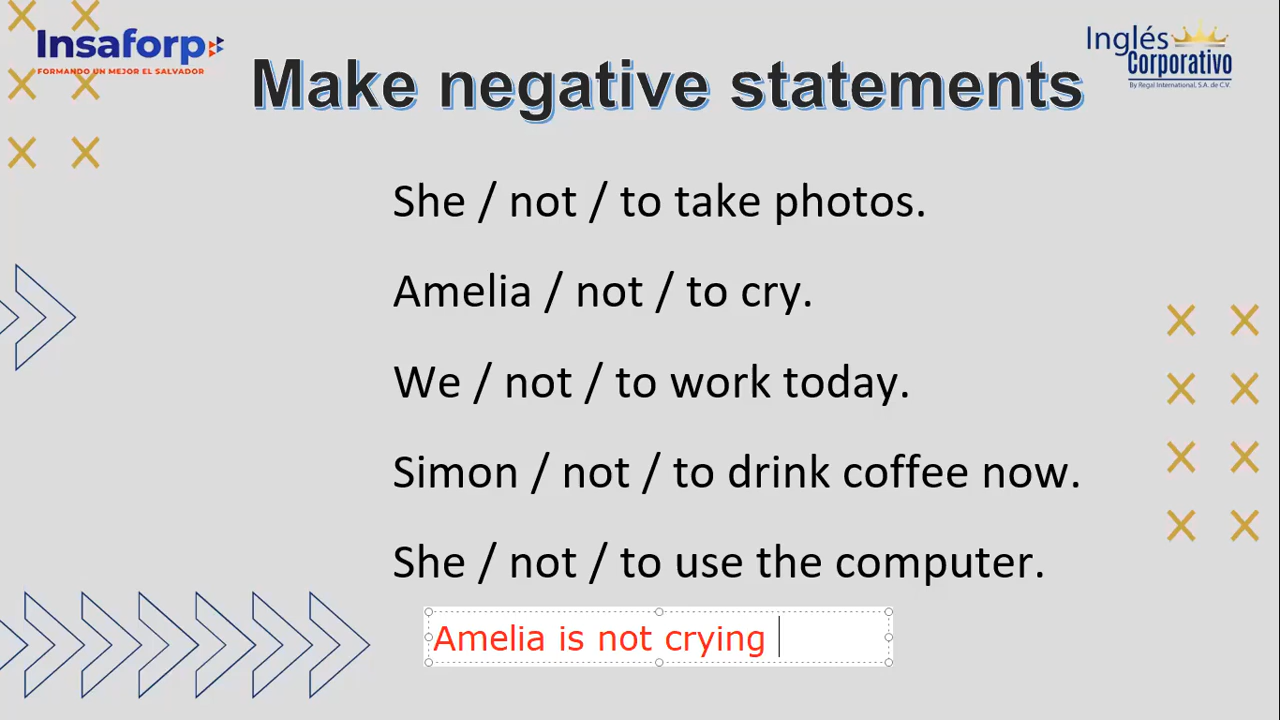 Insaforp
FORMANDO UN MEJOR EL SALVADOR
Inglés
Corporativo
By Regal International, S.A. de C.V.
Make negative statements
She / not / to take photos.
Amelia / not / to cry.
We / not / to work today.
Simon / not / to drink coffee now.
She / not / to use the computer.
Amelia is not crying